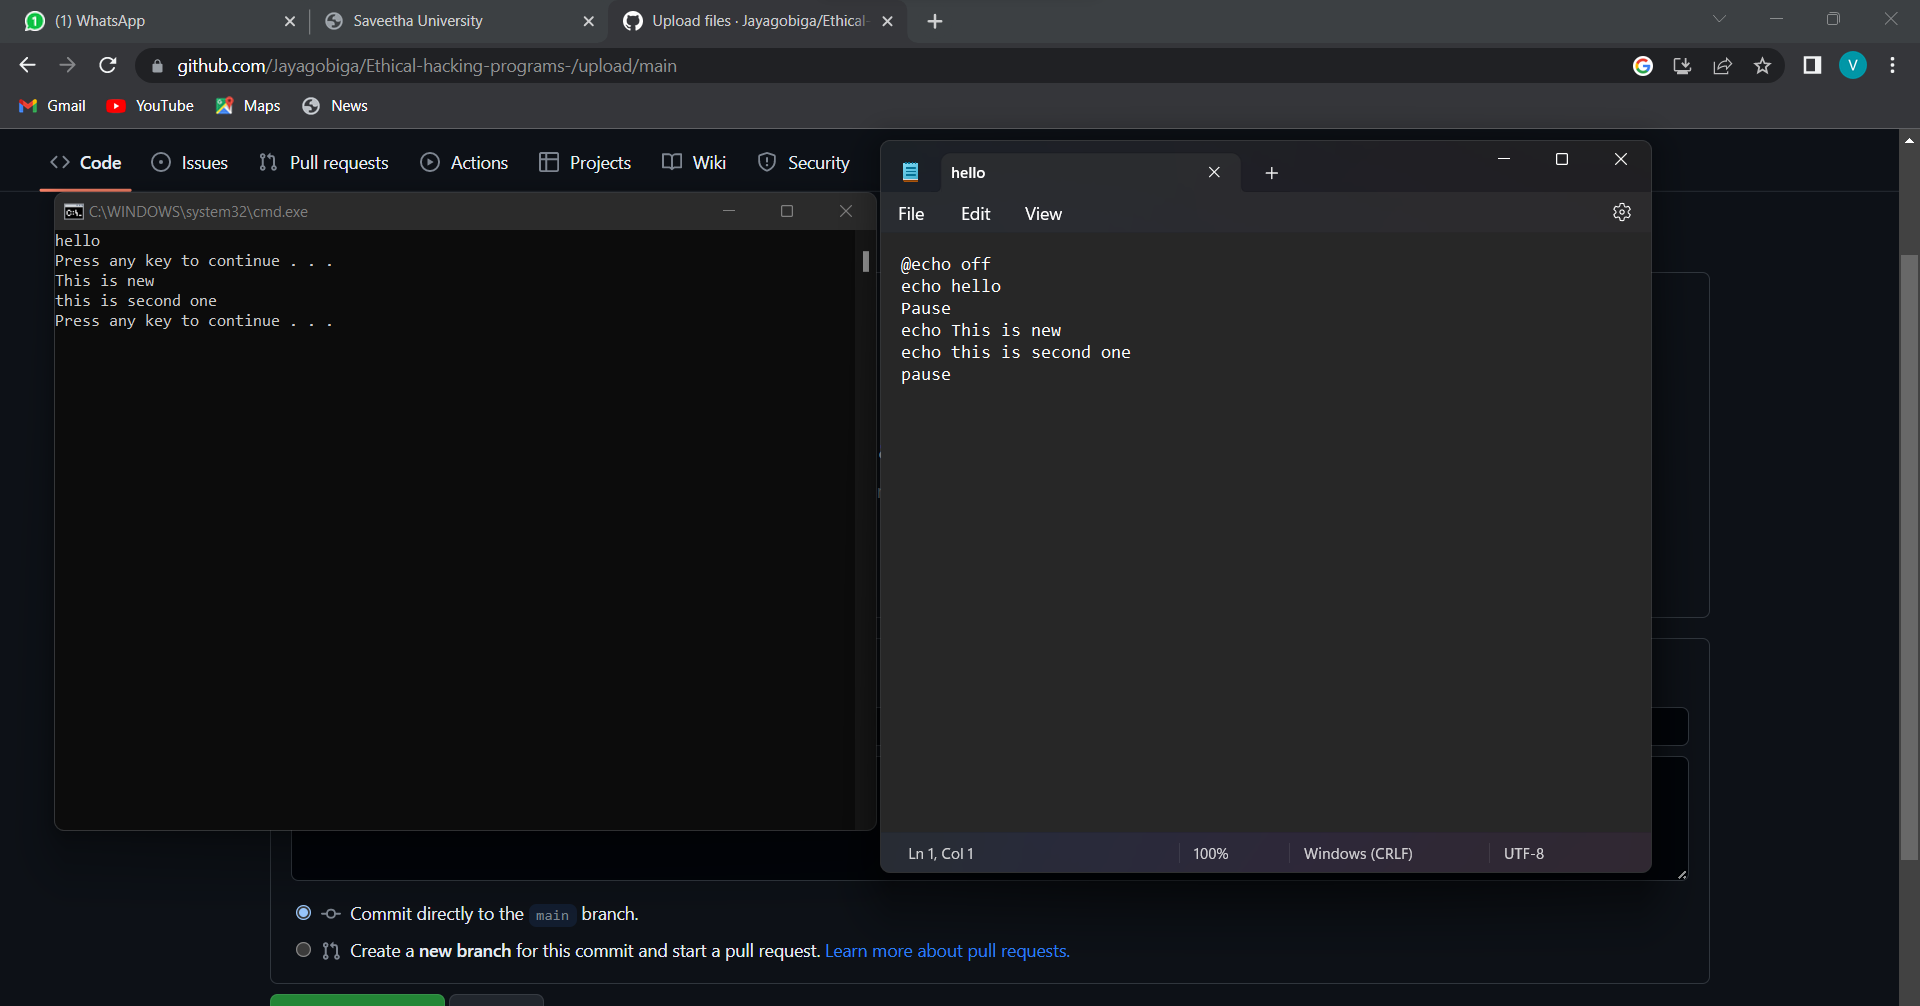 (1) WhatsApp
Saveetha University
Upload files · Jayagobiga/Ethical-
github.com/Jayagobiga/Ethical-hacking-programs-/upload/main
V
Gmail
YouTube
Maps
News
Code
Issues
Pull requests
Actions
Projects
Wiki
Security
C:\WINDOWS\system32\cmd.exe
hello
Press any key to continue . . .
This is new
this is second one
Press any key to continue . . .
hello
File
Edit
View
@echo off
echo hello
Pause
echo This is new
echo this is second one
pause
Ln 1, Col 1
100%
Windows (CRLF)
UTF-8
Commit directly to the main branch.
Create a new branch for this commit and start a pull request. Learn more about pull requests.